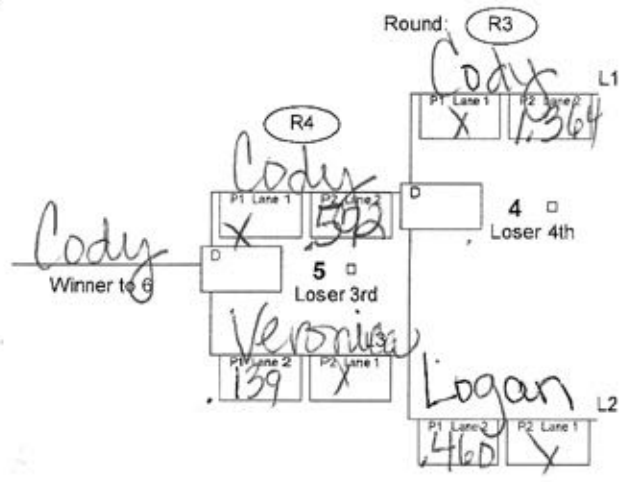 Round: R3
Cody L1
P1 Lane 1 P2 Lane 2
X 1.364
R4
Cody
P1 Lane 1 P2 Lane 2
X .592
D
4
Loser 4th
Cody
D
Winner to 6
5
Loser 3rd
Veronica
P1 Lane 2 P2 Lane 1
.139 X
Logan L2
P1 Lane 2 P2 Lane 1
.460 X